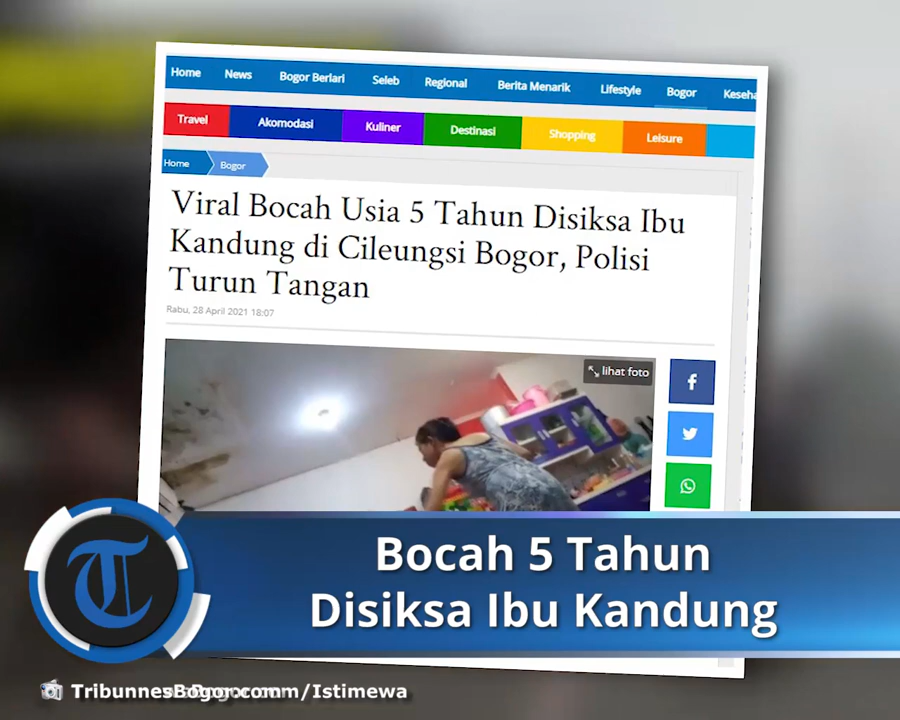 Home News Bogor Berlari Seleb Regional Berita Menarik Lifestyle Bogor Keseha
Travel Akomodasi Kuliner Destinasi Shopping Leisure
Home Bogor
Viral Bocah Usia 5 Tahun Disiksa Ibu
Kandung di Cileungsi Bogor, Polisi
Turun Tangan
Rabu, 28 April 2021 18:07
lihat foto
Bocah 5 Tahun
Disiksa Ibu Kandung
T